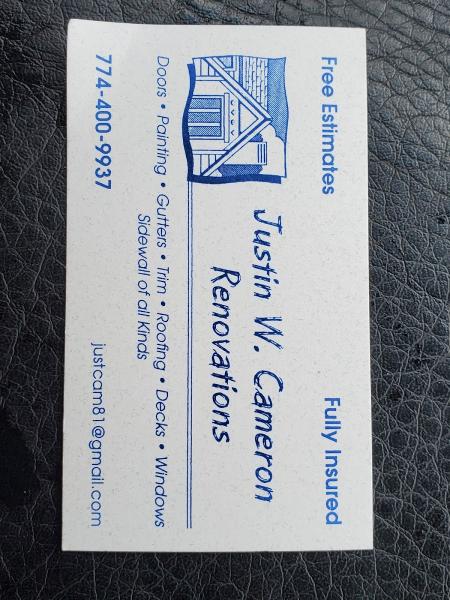 Free Estimates
Fully Insured
Justin W. Cameron
Renovations
Doors • Painting • Gutters • Trim • Roofing • Decks • Windows
Sidewall of all Kinds
774-400-9937
justcam81@gmail.com